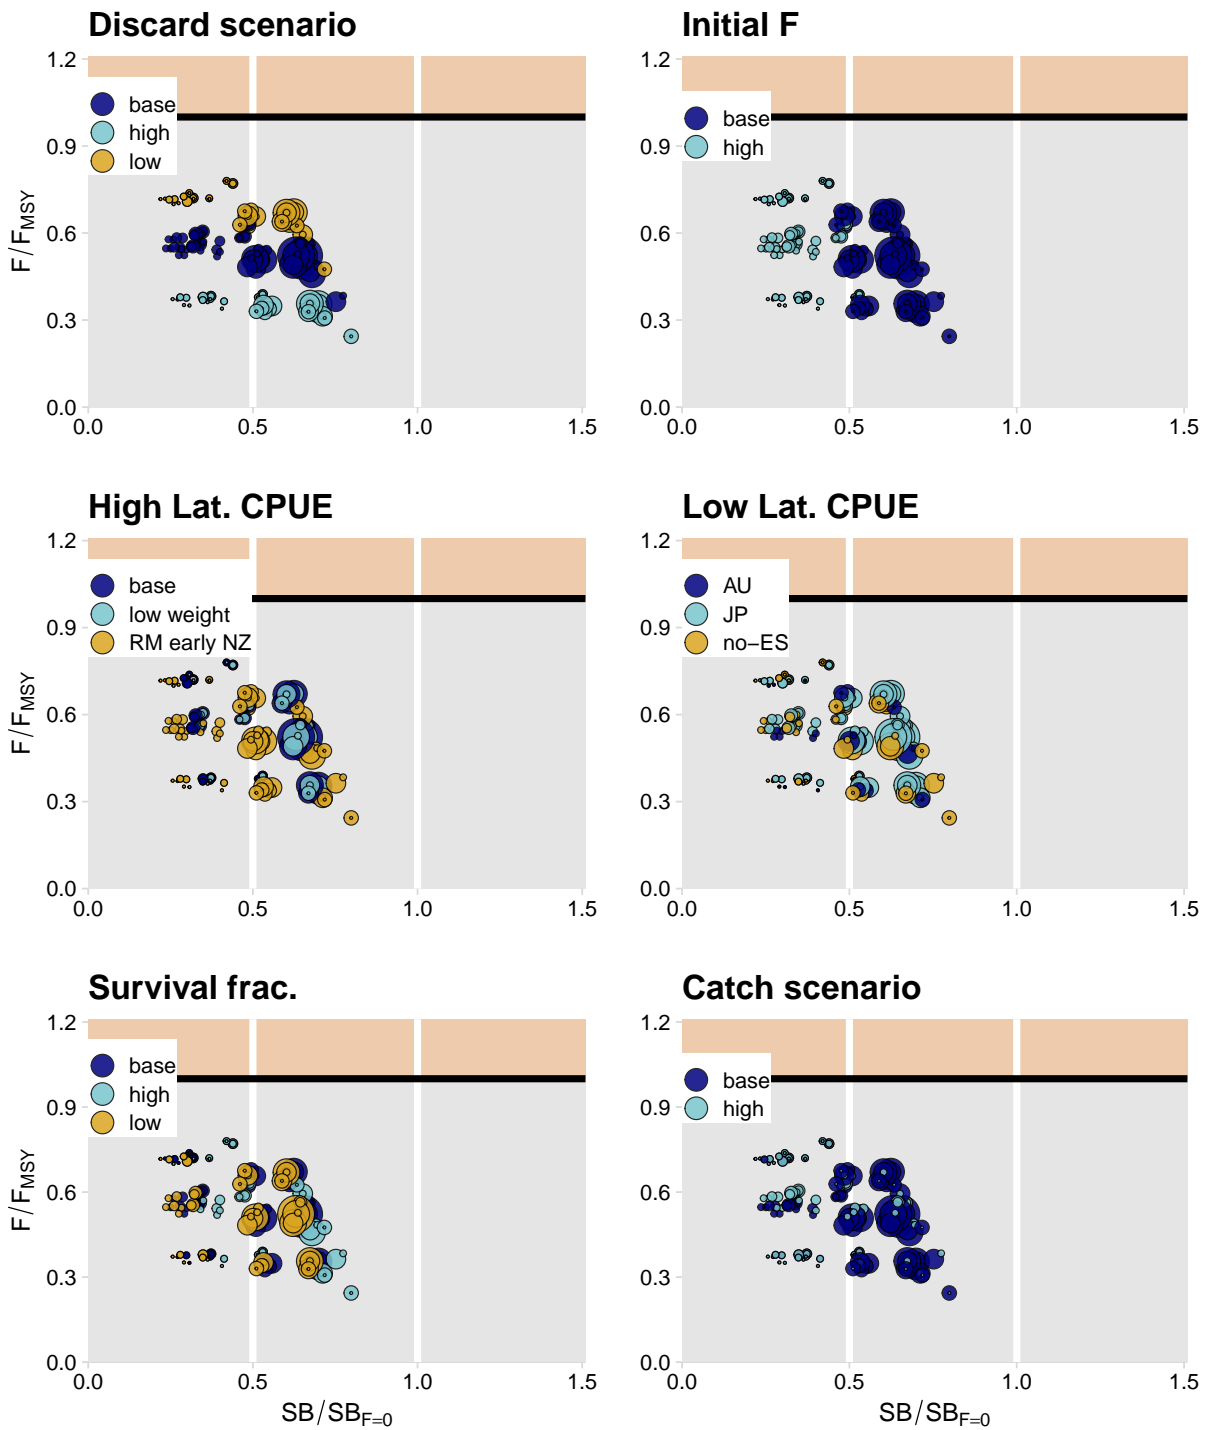 Discard scenario
Initial F
1.2
0.9
0.6
0.3
0.0
F/F_MSY
base
high
low
0.0 0.5 1.0 1.5
1.2
0.9
0.6
0.3
0.0
base
high
0.0 0.5 1.0 1.5
High Lat. CPUE
Low Lat. CPUE
1.2
0.9
0.6
0.3
0.0
F/F_MSY
base
low weight
RM early NZ
0.0 0.5 1.0 1.5
1.2
0.9
0.6
0.3
0.0
AU
JP
no−ES
0.0 0.5 1.0 1.5
Survival frac.
Catch scenario
1.2
0.9
0.6
0.3
0.0
F/F_MSY
base
high
low
0.0 0.5 1.0 1.5
SB/SB_F=0
1.2
0.9
0.6
0.3
0.0
base
high
0.0 0.5 1.0 1.5
SB/SB_F=0